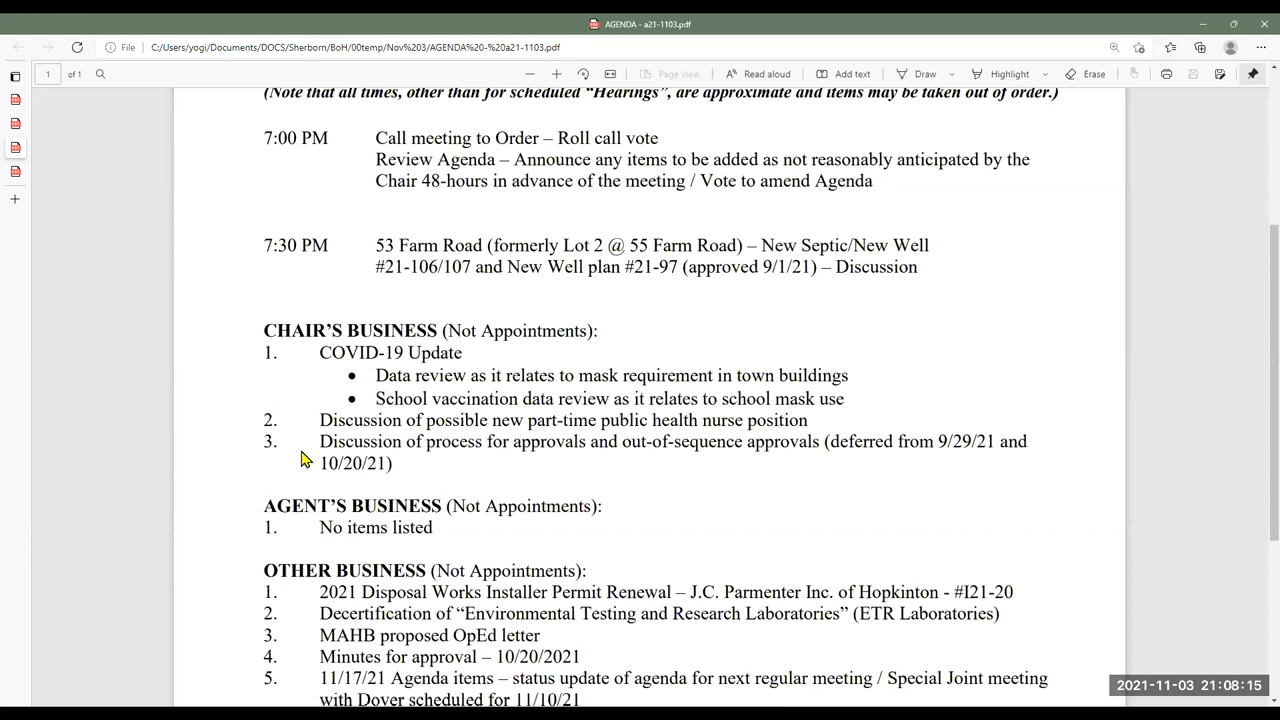 AGENDA - a21-1103.pdf
File C:/Users/yogi/Documents/DOCS/Sherborn/BoH/00temp/Nov%203/AGENDA%20-%20a21-1103.pdf
1 of 1 Page view Read aloud Add text Draw Highlight Erase
(Note that all times, other than for scheduled “Hearings”, are approximate and items may be taken out of order.)
7:00 PM Call meeting to Order – Roll call vote
Review Agenda – Announce any items to be added as not reasonably anticipated by the
Chair 48-hours in advance of the meeting / Vote to amend Agenda
7:30 PM 53 Farm Road (formerly Lot 2 @ 55 Farm Road) – New Septic/New Well
#21-106/107 and New Well plan #21-97 (approved 9/1/21) – Discussion
CHAIR’S BUSINESS (Not Appointments):
1. COVID-19 Update
• Data review as it relates to mask requirement in town buildings
• School vaccination data review as it relates to school mask use
2. Discussion of possible new part-time public health nurse position
3. Discussion of process for approvals and out-of-sequence approvals (deferred from 9/29/21 and
10/20/21)
AGENT’S BUSINESS (Not Appointments):
1. No items listed
OTHER BUSINESS (Not Appointments):
1. 2021 Disposal Works Installer Permit Renewal – J.C. Parmenter Inc. of Hopkinton - #I21-20
2. Decertification of “Environmental Testing and Research Laboratories” (ETR Laboratories)
3. MAHB proposed OpEd letter
4. Minutes for approval – 10/20/2021
5. 11/17/21 Agenda items – status update of agenda for next regular meeting / Special Joint meeting
with Dover scheduled for 11/10/21
2021-11-03 21:08:15